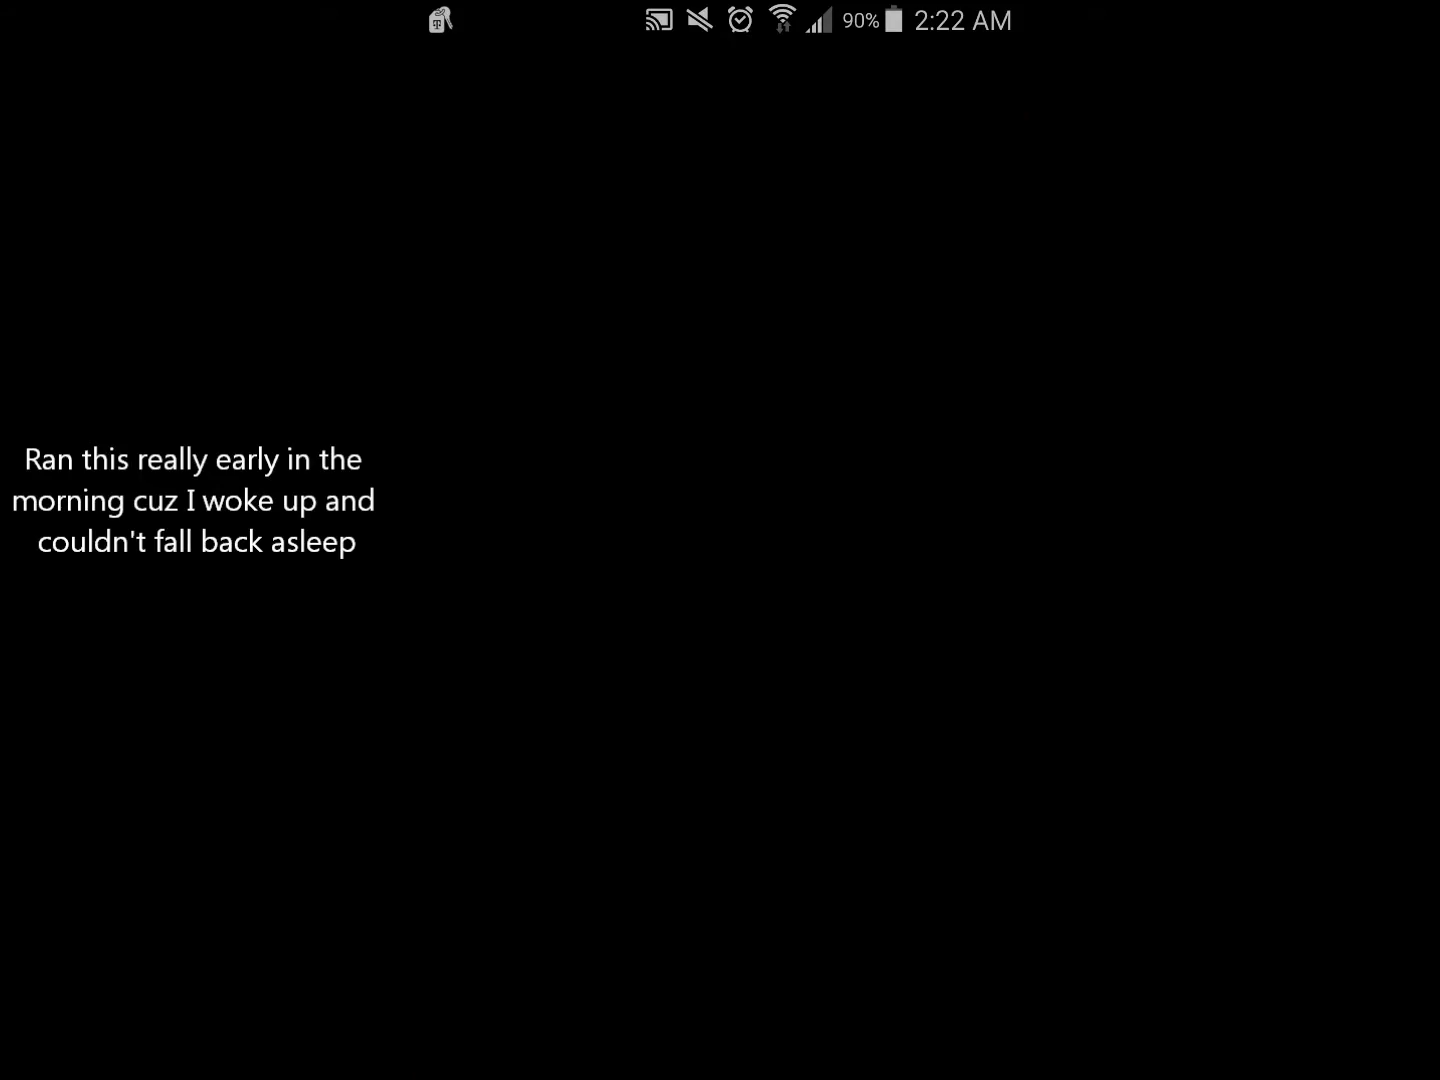 90% 2:22 AM
Ran this really early in the
morning cuz I woke up and
couldn't fall back asleep